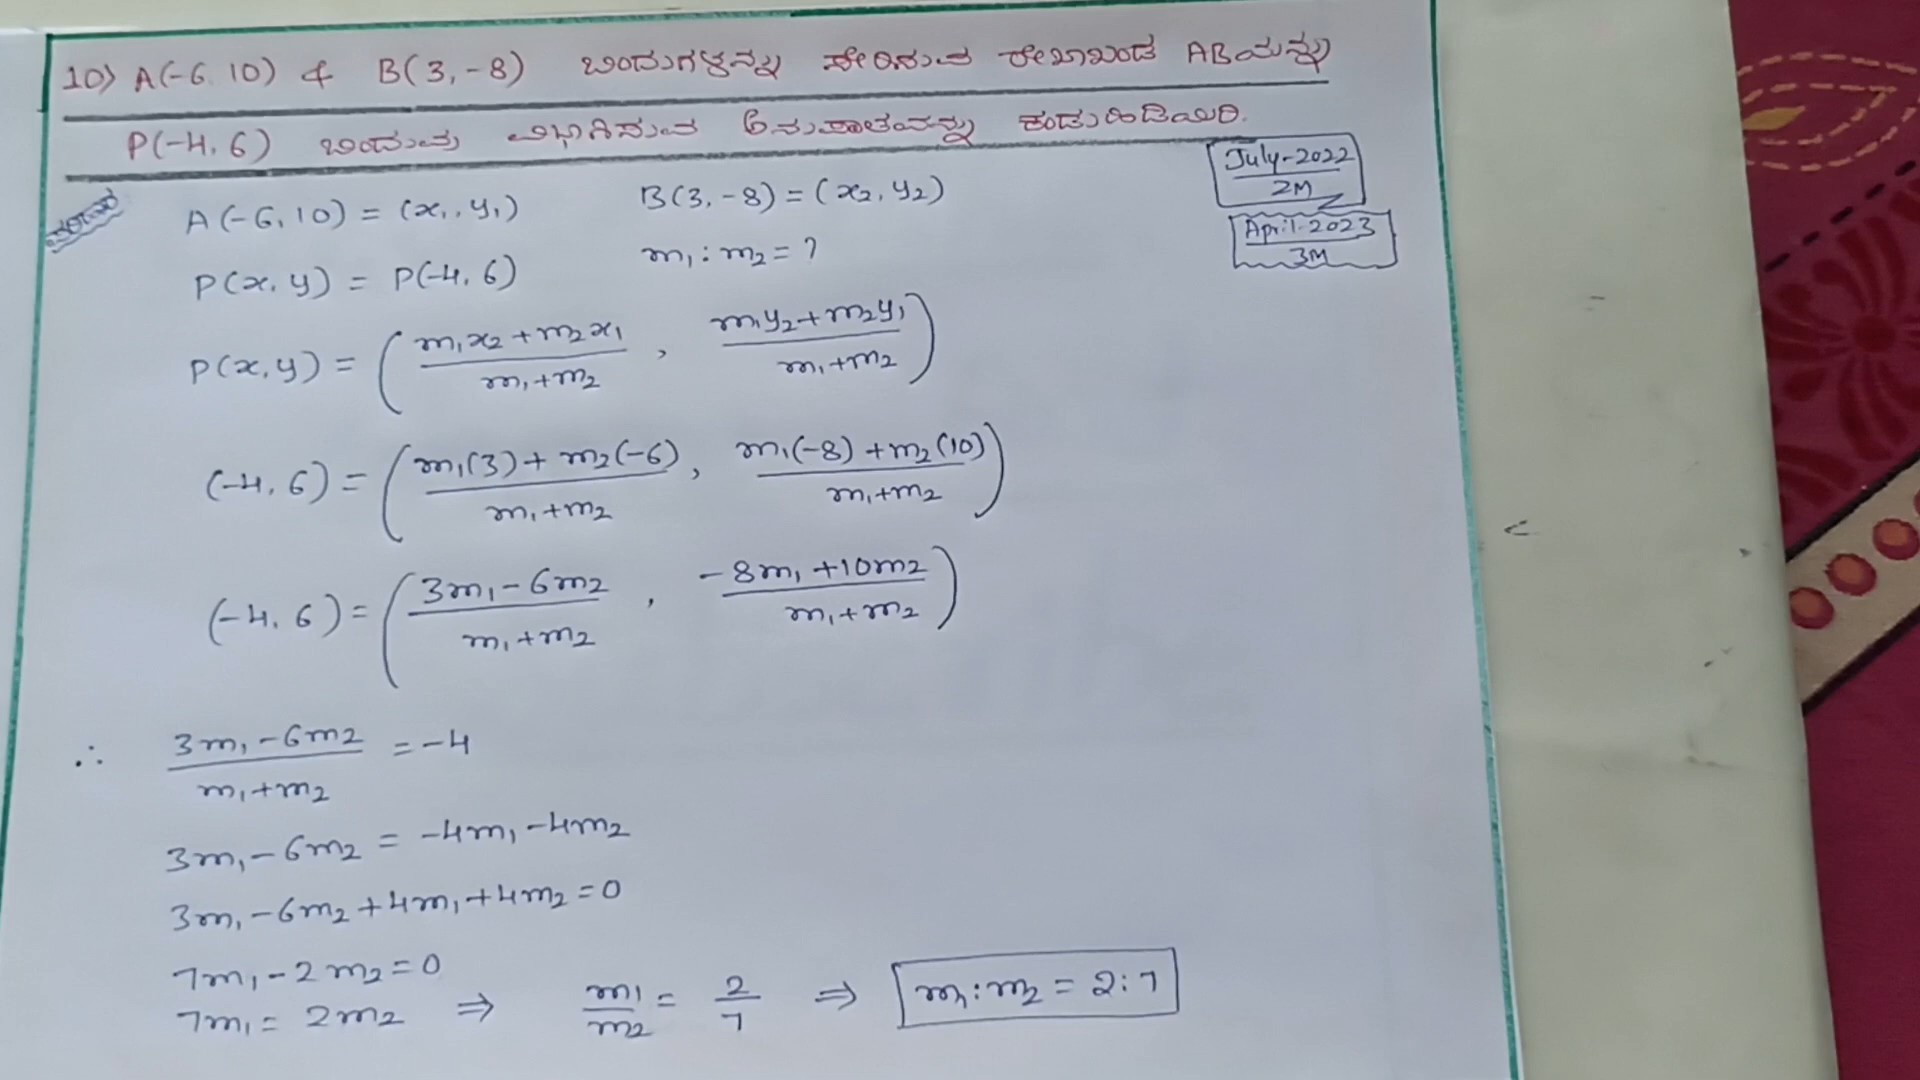 10) A(-6, 10) & B(3, -8) ಬಿಂದುಗಳನ್ನು ಸೇರಿಸುವ ರೇಖಾಖಂಡ ABಯನ್ನು
P(-4, 6) ಬಿಂದುವು ವಿಭಾಗಿಸುವ ಅನುಪಾತವನ್ನು ಕಂಡುಹಿಡಿಯಿರಿ.
July-2022
2M
April-2023
3M
A(-6, 10) = (x₁, y₁) B(3, -8) = (x₂, y₂)
P(x, y) = P(-4, 6) m₁ : m₂ = ?
P(x, y) = ( (m₁x₂ + m₂x₁)/(m₁+m₂) , (m₁y₂ + m₂y₁)/(m₁+m₂) )
(-4, 6) = ( (m₁(3) + m₂(-6))/(m₁+m₂) , (m₁(-8) + m₂(10))/(m₁+m₂) )
(-4, 6) = ( (3m₁ - 6m₂)/(m₁+m₂) , (-8m₁ + 10m₂)/(m₁+m₂) )
∴ (3m₁ - 6m₂)/(m₁+m₂) = -4
3m₁ - 6m₂ = -4m₁ - 4m₂
3m₁ - 6m₂ + 4m₁ + 4m₂ = 0
7m₁ - 2m₂ = 0
7m₁ = 2m₂ ⇒ m₁/m₂ = 2/7 ⇒ m₁ : m₂ = 2 : 7